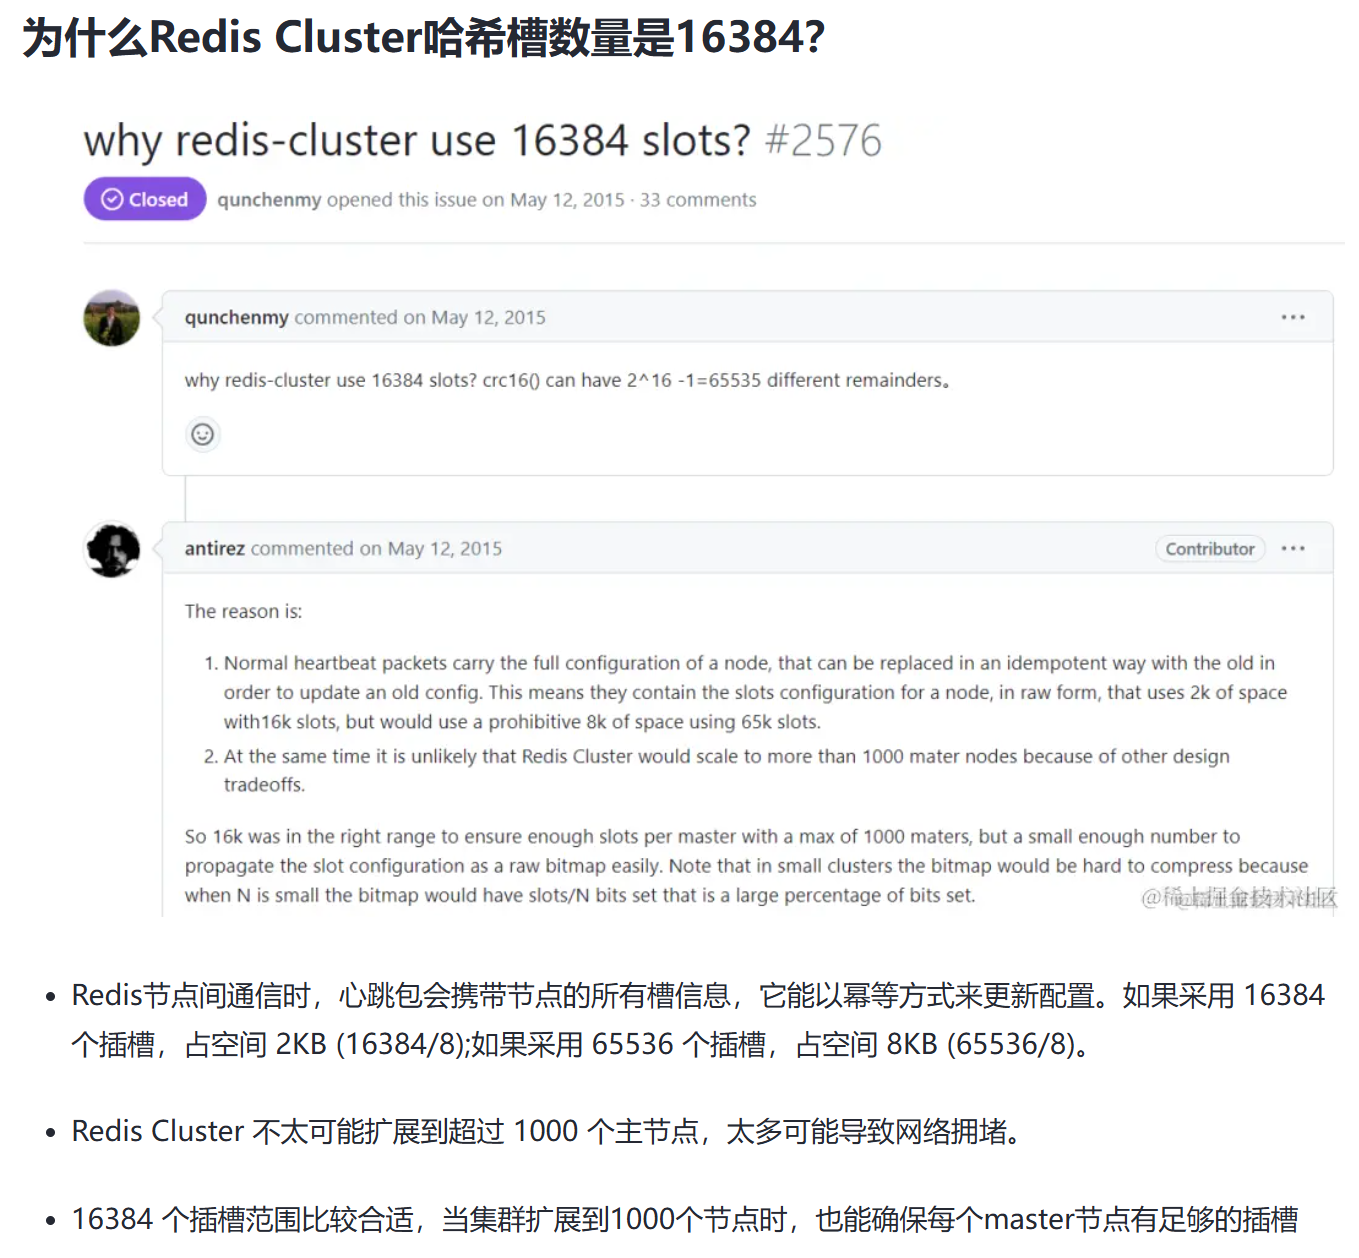 为什么Redis Cluster哈希槽数量是16384?
why redis-cluster use 16384 slots? #2576
Closed qunchenmy opened this issue on May 12, 2015 · 33 comments
qunchenmy commented on May 12, 2015
why redis-cluster use 16384 slots? crc16() can have 2^16 -1=65535 different remainders。
antirez commented on May 12, 2015 Contributor
The reason is:
1. Normal heartbeat packets carry the full configuration of a node, that can be replaced in an idempotent way with the old in
order to update an old config. This means they contain the slots configuration for a node, in raw form, that uses 2k of space
with16k slots, but would use a prohibitive 8k of space using 65k slots.
2. At the same time it is unlikely that Redis Cluster would scale to more than 1000 mater nodes because of other design
tradeoffs.
So 16k was in the right range to ensure enough slots per master with a max of 1000 maters, but a small enough number to
propagate the slot configuration as a raw bitmap easily. Note that in small clusters the bitmap would be hard to compress because
when N is small the bitmap would have slots/N bits set that is a large percentage of bits set.
@稀土掘金技术社区
• Redis节点间通信时，心跳包会携带节点的所有槽信息，它能以幂等方式来更新配置。如果采用 16384
个插槽，占空间 2KB (16384/8);如果采用 65536 个插槽，占空间 8KB (65536/8)。
• Redis Cluster 不太可能扩展到超过 1000 个主节点，太多可能导致网络拥堵。
• 16384 个插槽范围比较合适，当集群扩展到1000个节点时，也能确保每个master节点有足够的插槽